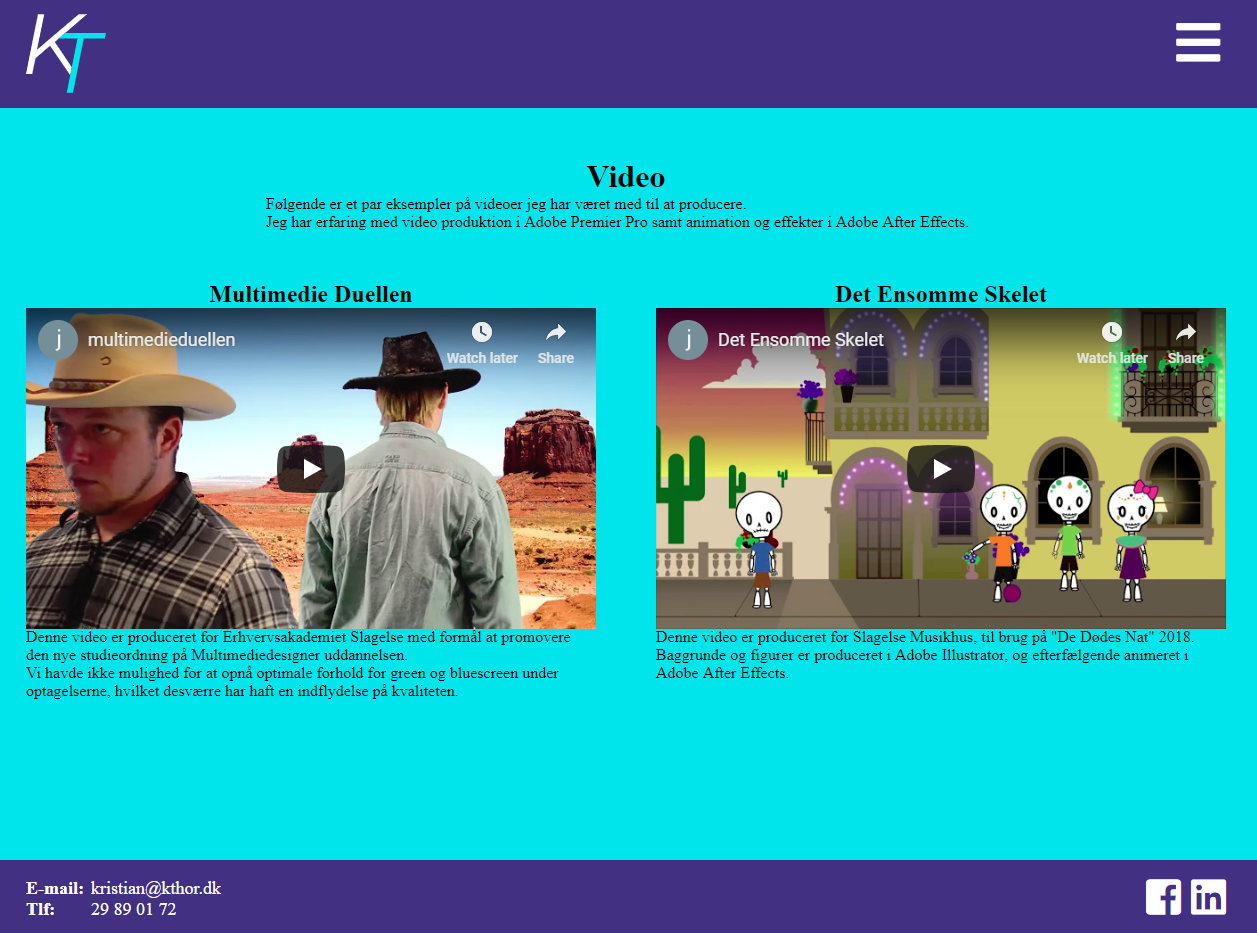 KT
Video
Følgende er et par eksempler på videoer jeg har været med til at producere.
Jeg har erfaring med video produktion i Adobe Premier Pro samt animation og effekter i Adobe After Effects.
Multimedie Duellen
j multimedieduellen
Watch later Share
Denne video er produceret for Erhvervsakademiet Slagelse med formål at promovere
den nye studieordning på Multimediedesigner uddannelsen.
Vi havde ikke mulighed for at opnå optimale forhold for green og bluescreen under
optagelserne, hvilket desværre har haft en indflydelse på kvaliteten.
Det Ensomme Skelet
j Det Ensomme Skelet
Watch later Share
Denne video er produceret for Slagelse Musikhus, til brug på "De Dødes Nat" 2018.
Baggrunde og figurer er produceret i Adobe Illustrator, og efterfælgende animeret i
Adobe After Effects.
E-mail: kristian@kthor.dk
Tlf: 29 89 01 72
f in